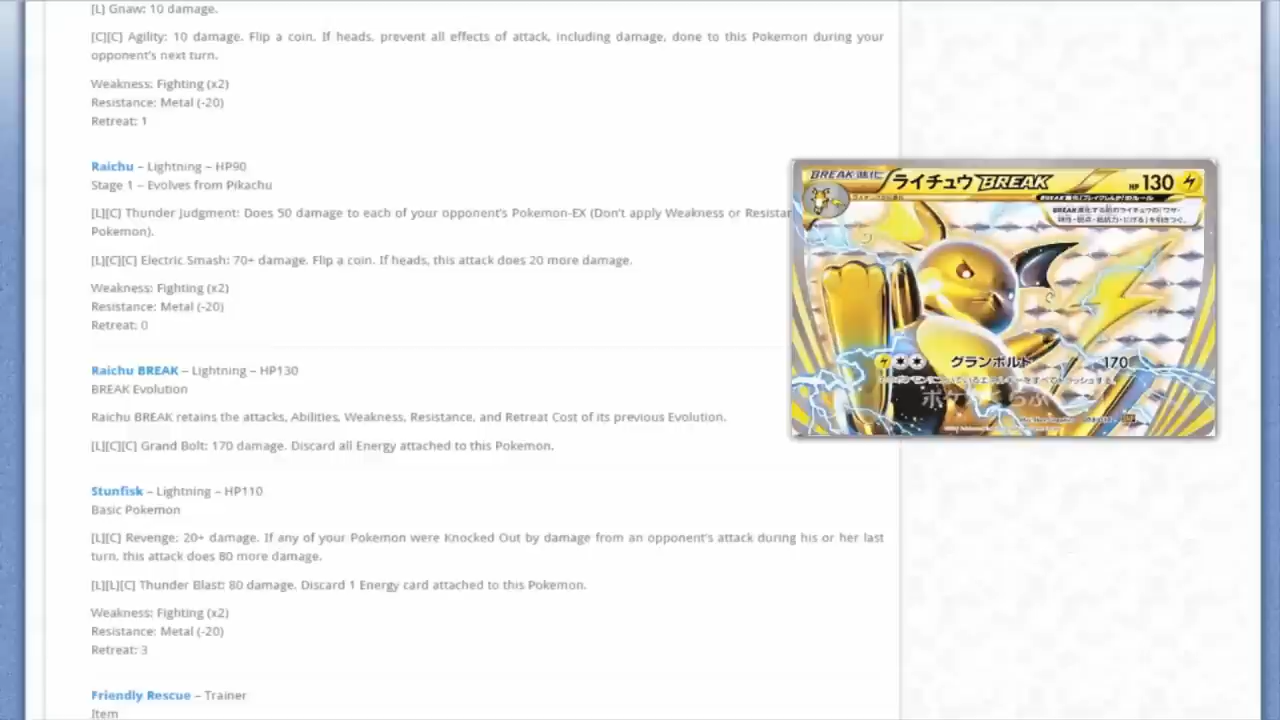 [L] Gnaw: 10 damage.
[C][C] Agility: 10 damage. Flip a coin. If heads, prevent all effects of attack, including damage, done to this Pokemon during your
opponent's next turn.
Weakness: Fighting (x2)
Resistance: Metal (-20)
Retreat: 1
Raichu – Lightning – HP90
Stage 1 – Evolves from Pikachu
[L][C] Thunder Judgment: Does 50 damage to each of your opponent's Pokemon-EX (Don't apply Weakness or
Pokemon).
[L][C][C] Electric Smash: 70+ damage. Flip a coin. If heads, this attack does 20 more damage.
Weakness: Fighting (x2)
Resistance: Metal (-20)
Retreat: 0
Raichu BREAK – Lightning – HP130
BREAK Evolution
Raichu BREAK retains the attacks, Abilities, Weakness, Resistance, and Retreat Cost of its previous Evolution.
[L][C][C] Grand Bolt: 170 damage. Discard all Energy attached to this Pokemon.
Stunfisk – Lightning – HP110
Basic Pokemon
[L][C] Revenge: 20+ damage. If any of your Pokemon were Knocked Out by damage from an opponent's attack during his or her last
turn, this attack does 80 more damage.
[L][L][C] Thunder Blast: 80 damage. Discard 1 Energy card attached to this Pokemon.
Weakness: Fighting (x2)
Resistance: Metal (-20)
Retreat: 3
Friendly Rescue – Trainer
Item
BREAK進化 ライチュウ BREAK HP 130
グランボルト 170